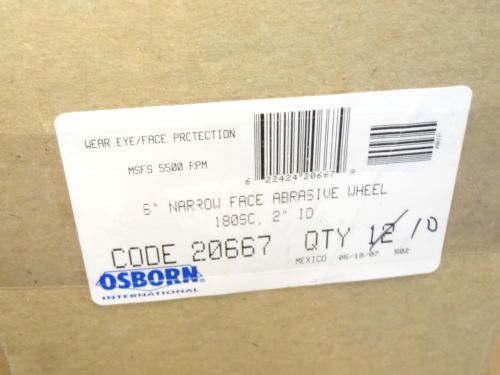 WEAR EYE/FACE PROTECTION
MSFS 5500 RPM
6 22424 20667 9
6" NARROW FACE ABRASIVE WHEEL
180SC, 2" ID
CODE 20667 QTY 12 10
MEXICO 05/18/07 502
OSBORN
INTERNATIONAL